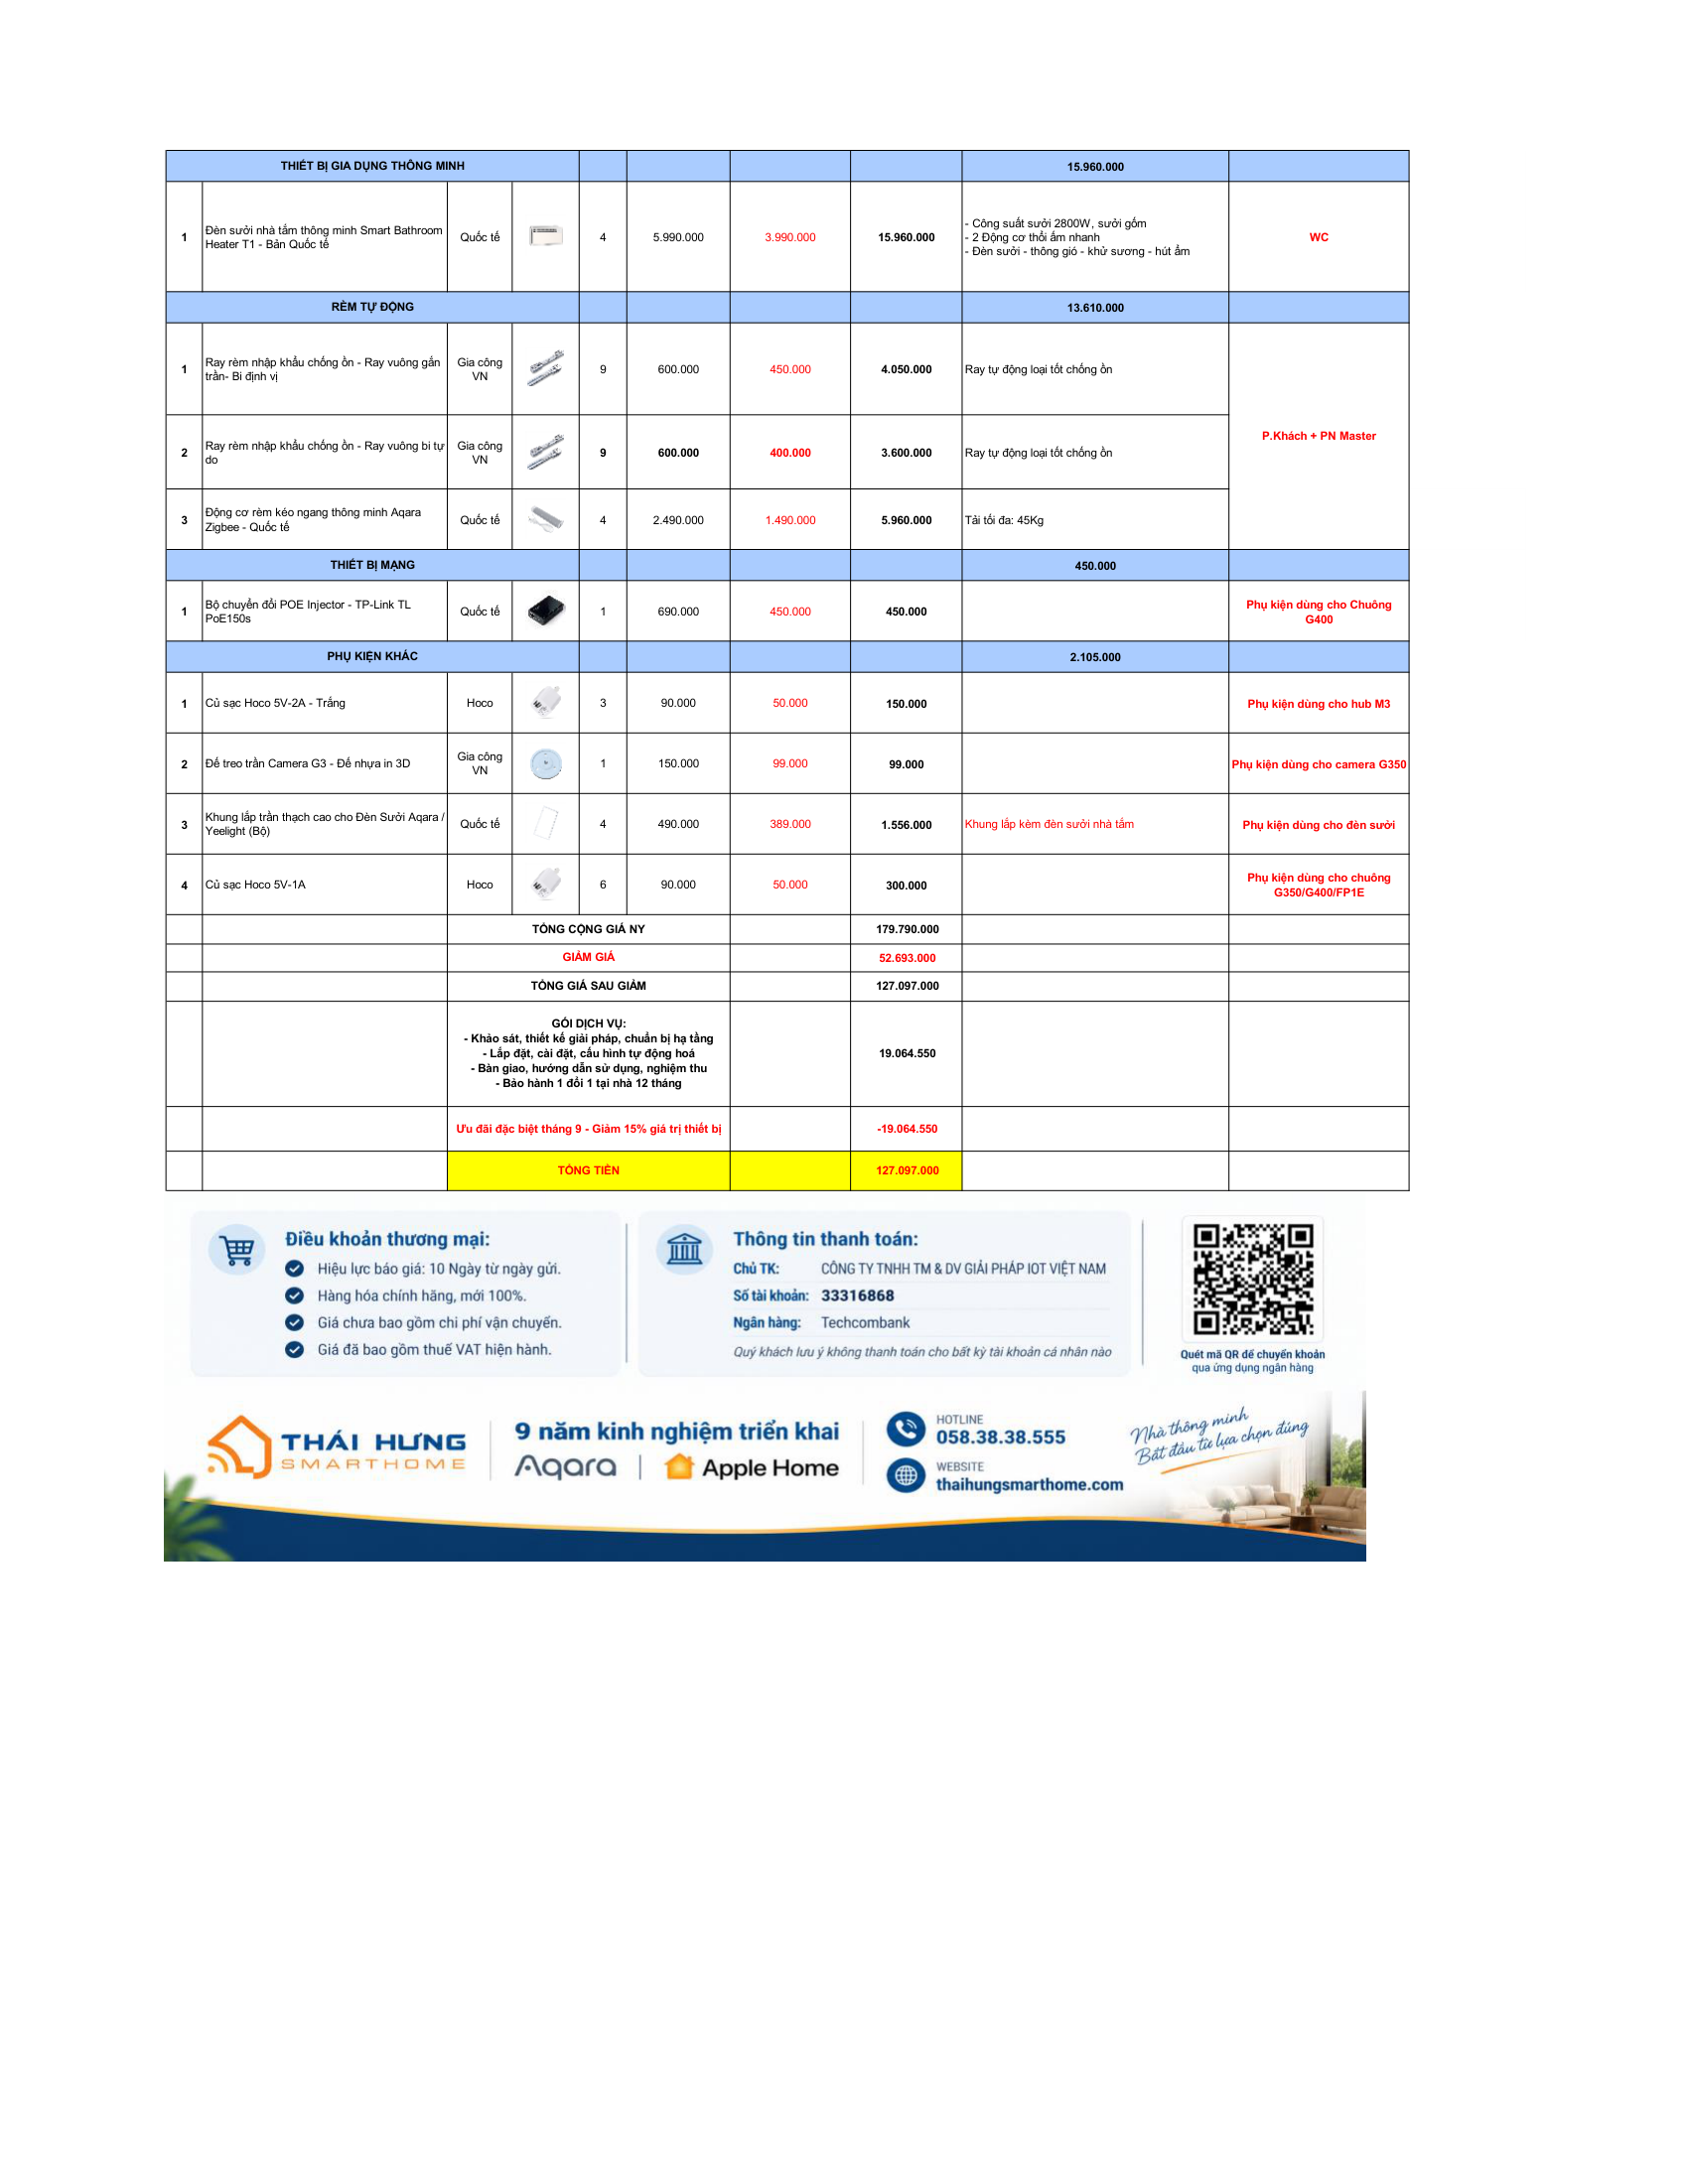 THIẾT BỊ GIA DỤNG THÔNG MINH 15.960.000
1 Đèn sưởi nhà tắm thông minh Smart Bathroom Heater T1 - Bản Quốc tế Quốc tế 4 5.990.000 3.990.000 15.960.000
- Công suất sưởi 2800W, sưởi gốm
- 2 Động cơ thổi ấm nhanh
- Đèn sưởi - thông gió - khử sương - hút ẩm
WC
RÈM TỰ ĐỘNG 13.610.000
1 Ray rèm nhập khẩu chống ồn - Ray vuông gắn trần- Bi định vị Gia công VN 9 600.000 450.000 4.050.000 Ray tự động loại tốt chống ồn
P.Khách + PN Master
2 Ray rèm nhập khẩu chống ồn - Ray vuông bi tự do Gia công VN 9 600.000 400.000 3.600.000 Ray tự động loại tốt chống ồn
3 Động cơ rèm kéo ngang thông minh Aqara Zigbee - Quốc tế Quốc tế 4 2.490.000 1.490.000 5.960.000 Tải tối đa: 45Kg
THIẾT BỊ MẠNG 450.000
1 Bộ chuyển đổi POE Injector - TP-Link TL PoE150s Quốc tế 1 690.000 450.000 450.000 Phụ kiện dùng cho Chuông G400
PHỤ KIỆN KHÁC 2.105.000
1 Củ sạc Hoco 5V-2A - Trắng Hoco 3 90.000 50.000 150.000 Phụ kiện dùng cho hub M3
2 Đế treo trần Camera G3 - Đế nhựa in 3D Gia công VN 1 150.000 99.000 99.000 Phụ kiện dùng cho camera G350
3 Khung lắp trần thạch cao cho Đèn Sưởi Aqara / Yeelight (Bộ) Quốc tế 4 490.000 389.000 1.556.000 Khung lắp kèm đèn sưởi nhà tắm Phụ kiện dùng cho đèn sưởi
4 Củ sạc Hoco 5V-1A Hoco 6 90.000 50.000 300.000 Phụ kiện dùng cho chuông G350/G400/FP1E
TỔNG CỘNG GIÁ NY 179.790.000
GIẢM GIÁ 52.693.000
TỔNG GIÁ SAU GIẢM 127.097.000
GÓI DỊCH VỤ:
- Khảo sát, thiết kế giải pháp, chuẩn bị hạ tầng
- Lắp đặt, cài đặt, cấu hình tự động hoá
- Bàn giao, hướng dẫn sử dụng, nghiệm thu
- Bảo hành 1 đổi 1 tại nhà 12 tháng
19.064.550
Ưu đãi đặc biệt tháng 9 - Giảm 15% giá trị thiết bị -19.064.550
TỔNG TIỀN 127.097.000
Điều khoản thương mại:
Hiệu lực báo giá: 10 Ngày từ ngày gửi.
Hàng hóa chính hãng, mới 100%.
Giá chưa bao gồm chi phí vận chuyển.
Giá đã bao gồm thuế VAT hiện hành.
Thông tin thanh toán:
Chủ TK: CÔNG TY TNHH TM & DV GIẢI PHÁP IOT VIỆT NAM
Số tài khoản: 33316868
Ngân hàng: Techcombank
Quý khách lưu ý không thanh toán cho bất kỳ tài khoản cá nhân nào
Quét mã QR để chuyển khoản
qua ứng dụng ngân hàng
THÁI HƯNG
SMARTHOME
9 năm kinh nghiệm triển khai
Aqara | Apple Home
HOTLINE
058.38.38.555
WEBSITE
thaihungsmarthome.com
Nhà thông minh
Bắt đầu từ lựa chọn đúng